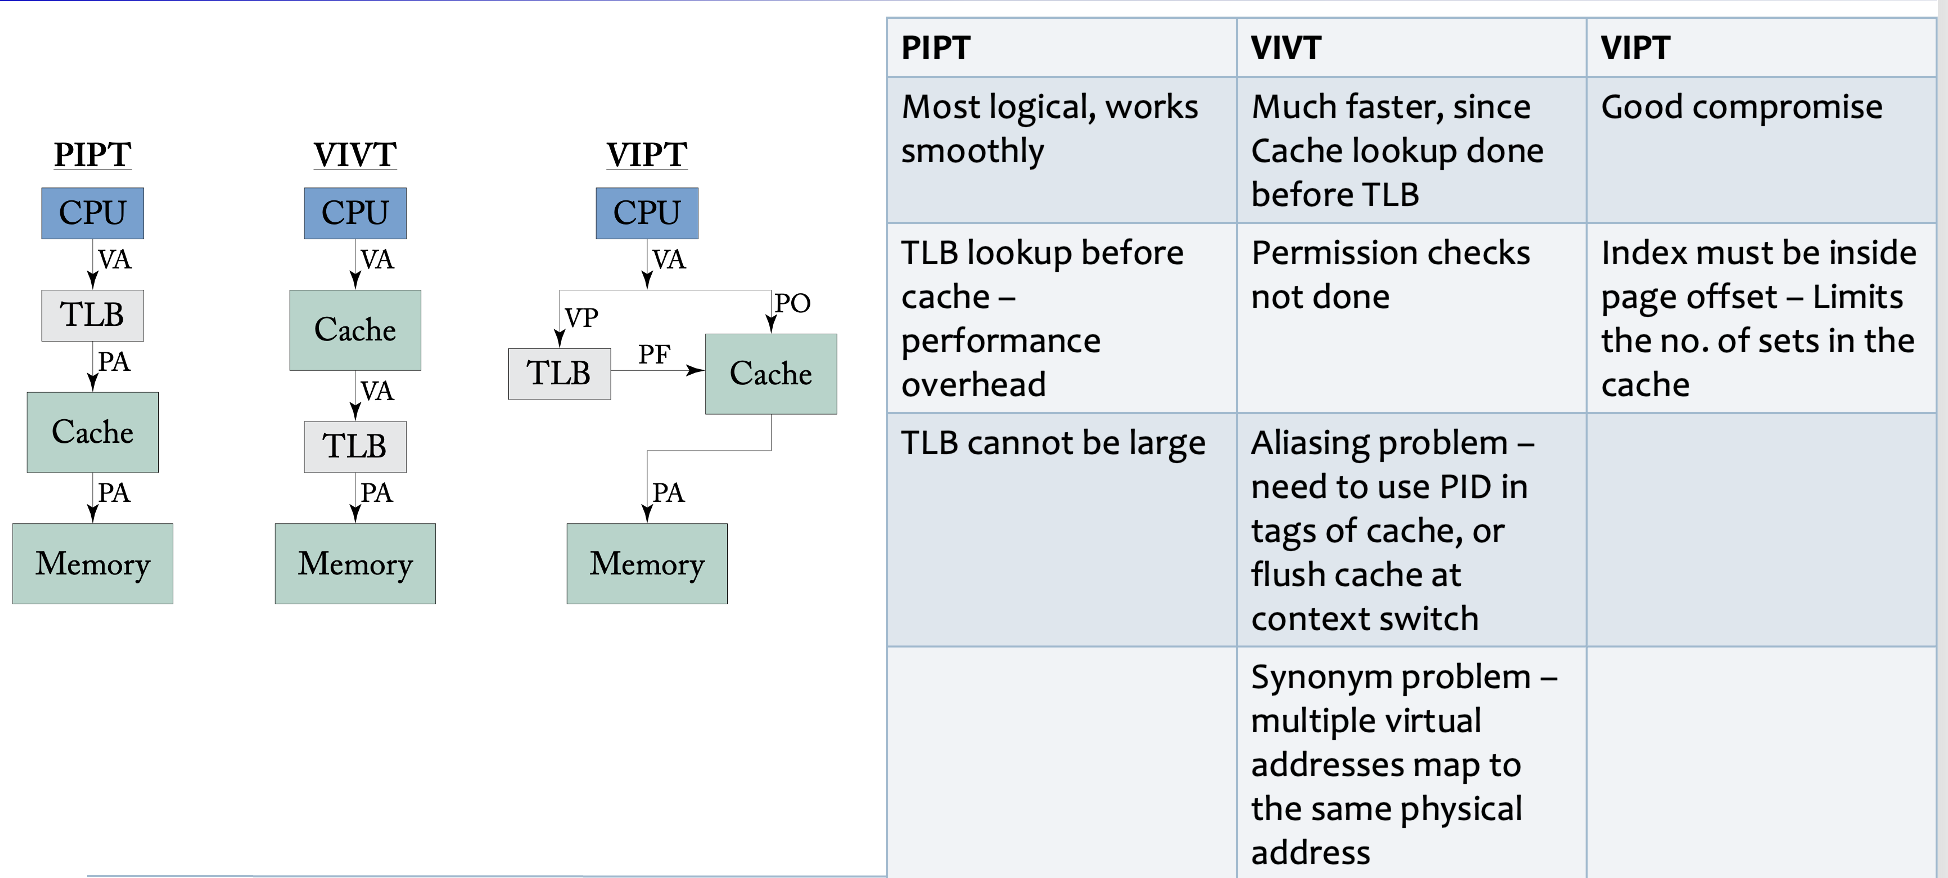 PIPT
CPU
VA
TLB
PA
Cache
PA
Memory
VIVT
CPU
VA
Cache
VA
TLB
PA
Memory
VIPT
CPU
VA
VP
PO
TLB
PF
Cache
PA
Memory
PIPT
VIVT
VIPT
Most logical, works
smoothly
Much faster, since
Cache lookup done
before TLB
Good compromise
TLB lookup before
cache –
performance
overhead
Permission checks
not done
Index must be inside
page offset – Limits
the no. of sets in the
cache
TLB cannot be large
Aliasing problem –
need to use PID in
tags of cache, or
flush cache at
context switch
Synonym problem –
multiple virtual
addresses map to
the same physical
address